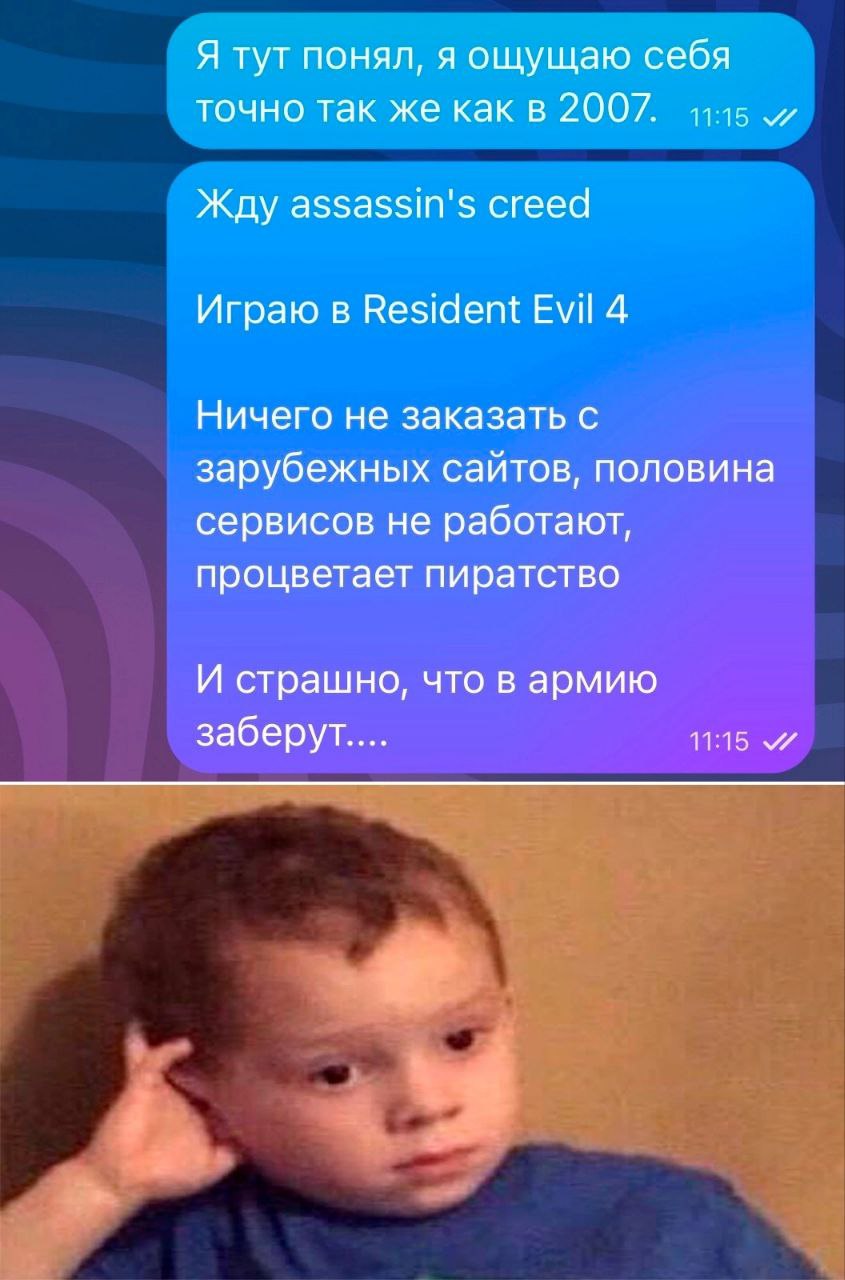 Я тут понял, я ощущаю себя
точно так же как в 2007.
11:15
Жду assassin's creed
Играю в Resident Evil 4
Ничего не заказать с
зарубежных сайтов, половина
сервисов не работают,
процветает пиратство
И страшно, что в армию
заберут....
11:15